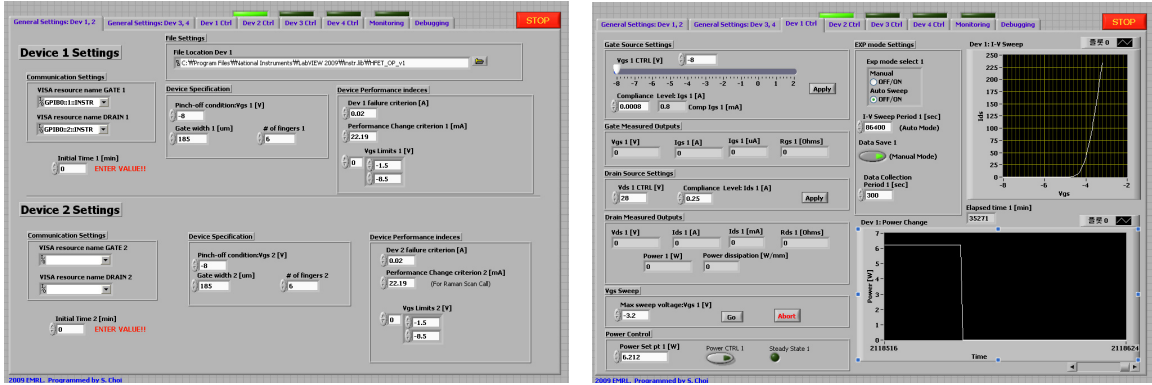 General Settings: Dev 1, 2 General Settings: Dev 3, 4 Dev 1 Ctrl Dev 2 Ctrl Dev 3 Ctrl Dev 4 Ctrl Monitoring Debugging STOP
Device 1 Settings
File Settings
File Location Dev 1
C:₩Program Files₩National Instruments₩LabVIEW 2009₩instr.lib₩HFET_OP_v1
Communication Settings
VISA resource name GATE 1
GPIB0::1::INSTR
VISA resource name DRAIN 1
GPIB0::2::INSTR
Initial Time 1 [min]
0 ENTER VALUE!!
Device Specification
Pinch-off condition:Vgs 1 [V]
-8
Gate width 1 [um] # of fingers 1
185 6
Device Performance indeces
Dev 1 failure criterion [A]
0.02
Performance Change criterion 1 [mA]
22.19
Vgs Limits 1 [V]
0 -1.5
-8.5
Device 2 Settings
Communication Settings
VISA resource name GATE 2
VISA resource name DRAIN 2
Initial Time 2 [min]
0 ENTER VALUE!!
Device Specification
Pinch-off condition:Vgs 2 [V]
-8
Gate width 2 [um] # of fingers 2
185 6
Device Performance indeces
Dev 2 failure criterion [A]
0.02
Performance Change criterion 2 [mA]
22.19 (For Raman Scan Call)
Vgs Limits 2 [V]
0 -1.5
-8.5
2009 EMRL, Programmed by S. Choi
General Settings: Dev 1, 2 General Settings: Dev 3, 4 Dev 1 Ctrl Dev 2 Ctrl Dev 3 Ctrl Dev 4 Ctrl Monitoring Debugging STOP
Gate Source Settings
Vgs 1 CTRL [V] -8
-8 -7 -6 -5 -4 -3 -2 -1 0 1 2
Apply
Compliance Level: Igs 1 [A]
0.0008 0.8 Comp Igs 1 [mA]
Gate Measured Outputs
Vgs 1 [V] Igs 1 [A] Igs 1 [uA] Rgs 1 [Ohms]
0 0 0 0
Drain Source Settings
Vds 1 CTRL [V] Compliance Level: Ids 1 [A]
28 0.25 Apply
Drain Measured Outputs
Vds 1 [V] Ids 1 [A] Ids 1 [mA] Rds 1 [Ohms]
0 0 0 0
Power 1 [W] Power dissipation [W/mm]
0 0
Vgs Sweep
Max sweep voltage:Vgs 1 [V]
-3.2 Go Abort
Power Control
Power Set pt 1 [W] Power CTRL 1 Steady State 1
6.212
EXP mode Settings
Exp mode select 1
Manual
OFF/ON
Auto Sweep
OFF/ON
I-V Sweep Period 1 [sec]
86400 (Auto Mode)
Data Save 1
(Manual Mode)
Data Collection
Period 1 [sec]
300
Dev 1: I-V Sweep 플롯 0
250
225
200
175
150
125
100
75
50
25
0
Ids
-8 -6 -4 -2
Vgs
Elapsed time 1 [min]
35271
Dev 1: Power Change 플롯 0
7
6
5
4
3
2
1
0
Power [W]
2118516 2118624
Time
2009 EMRL, Programmed by S. Choi